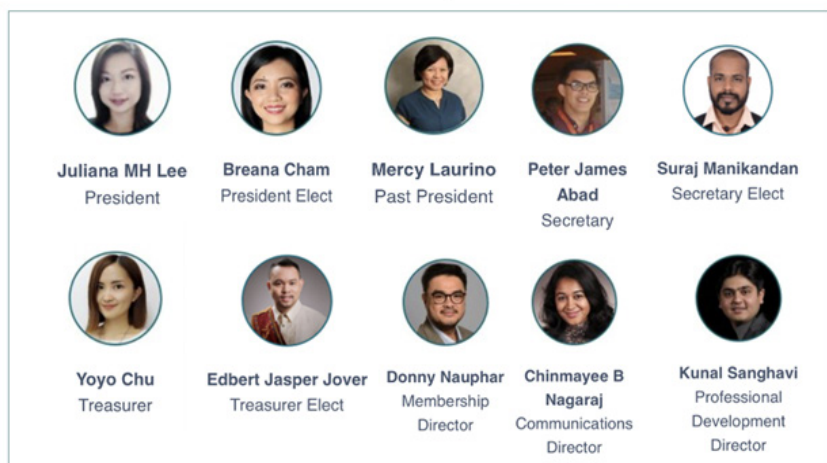 Juliana MH Lee
President
Breana Cham
President Elect
Mercy Laurino
Past President
Peter James
Abad
Secretary
Suraj Manikandan
Secretary Elect
Yoyo Chu
Treasurer
Edbert Jasper Jover
Treasurer Elect
Donny Nauphar
Membership
Director
Chinmayee B
Nagaraj
Communications
Director
Kunal Sanghavi
Professional
Development
Director